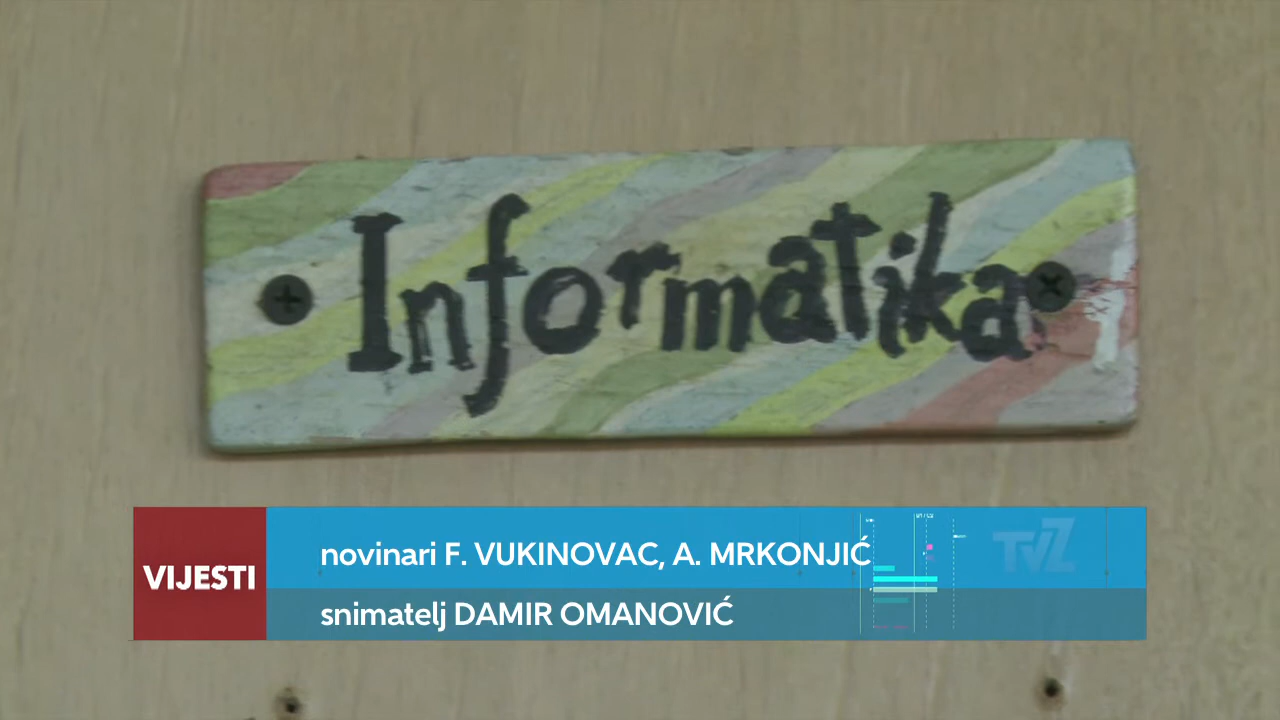 Informatika
VIJESTI
novinari F. VUKINOVAC, A. MRKONJIĆ
snimatelj DAMIR OMANOVIĆ
TVZ